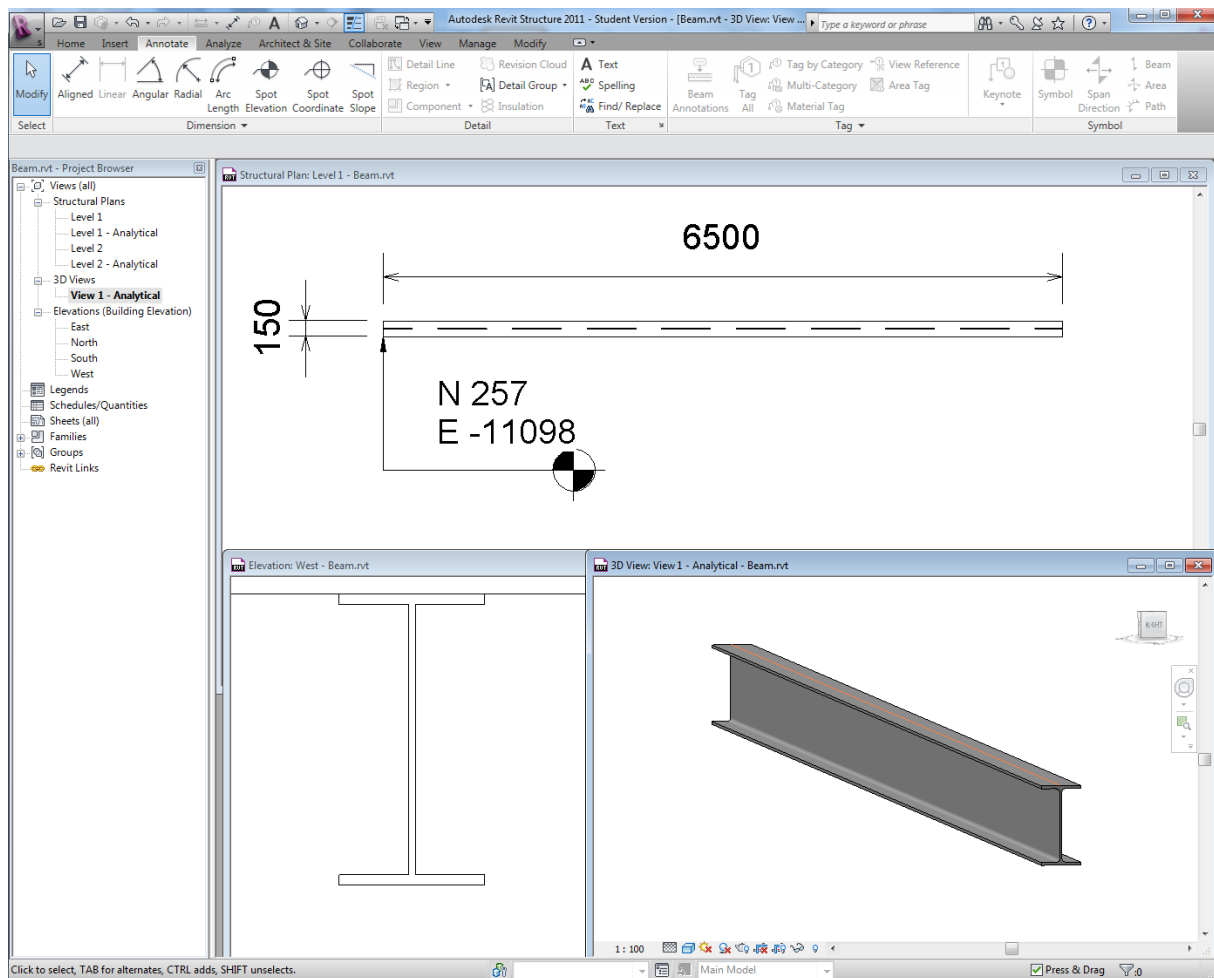 Autodesk Revit Structure 2011 - Student Version - [Beam.rvt - 3D View: View ...
Type a keyword or phrase
Home Insert Annotate Analyze Architect & Site Collaborate View Manage Modify
Modify
Aligned Linear Angular Radial Arc Length Spot Elevation Spot Coordinate Spot Slope
Detail Line
Region
Component
Revision Cloud
Detail Group
Insulation
A Text
ABC Spelling
Find/ Replace
Beam Annotations
Tag All
Tag by Category
Multi-Category
Material Tag
View Reference
Area Tag
Keynote
Symbol
Span Direction
Beam
Area
Path
Select Dimension Detail Text Tag Symbol
Beam.rvt - Project Browser
Views (all)
Structural Plans
Level 1
Level 1 - Analytical
Level 2
Level 2 - Analytical
3D Views
View 1 - Analytical
Elevations (Building Elevation)
East
North
South
West
Legends
Schedules/Quantities
Sheets (all)
Families
Groups
Revit Links
Structural Plan: Level 1 - Beam.rvt
6500
150
N 257
E -11098
Elevation: West - Beam.rvt
3D View: View 1 - Analytical - Beam.rvt
RIGHT
1 : 100
Click to select, TAB for alternates, CTRL adds, SHIFT unselects.
Main Model
Press & Drag
:0